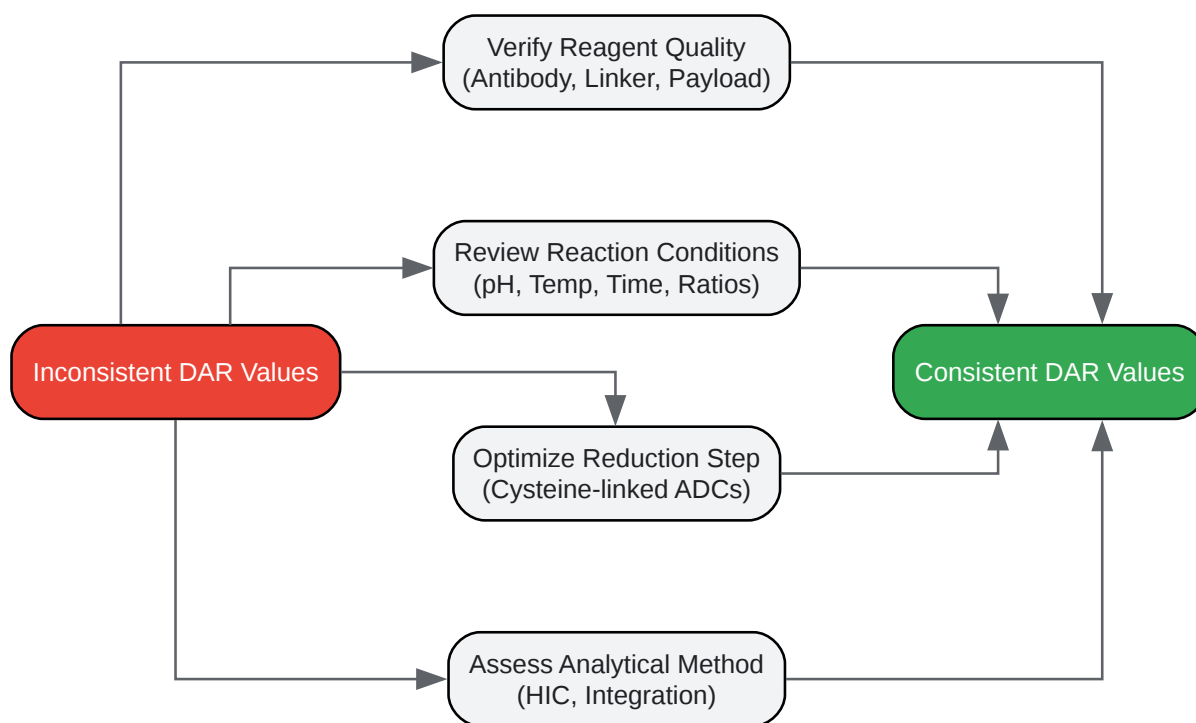 Verify Reagent Quality
(Antibody, Linker, Payload)
Review Reaction Conditions
(pH, Temp, Time, Ratios)
Inconsistent DAR Values
Consistent DAR Values
Optimize Reduction Step
(Cysteine-linked ADCs)
Assess Analytical Method
(HIC, Integration)